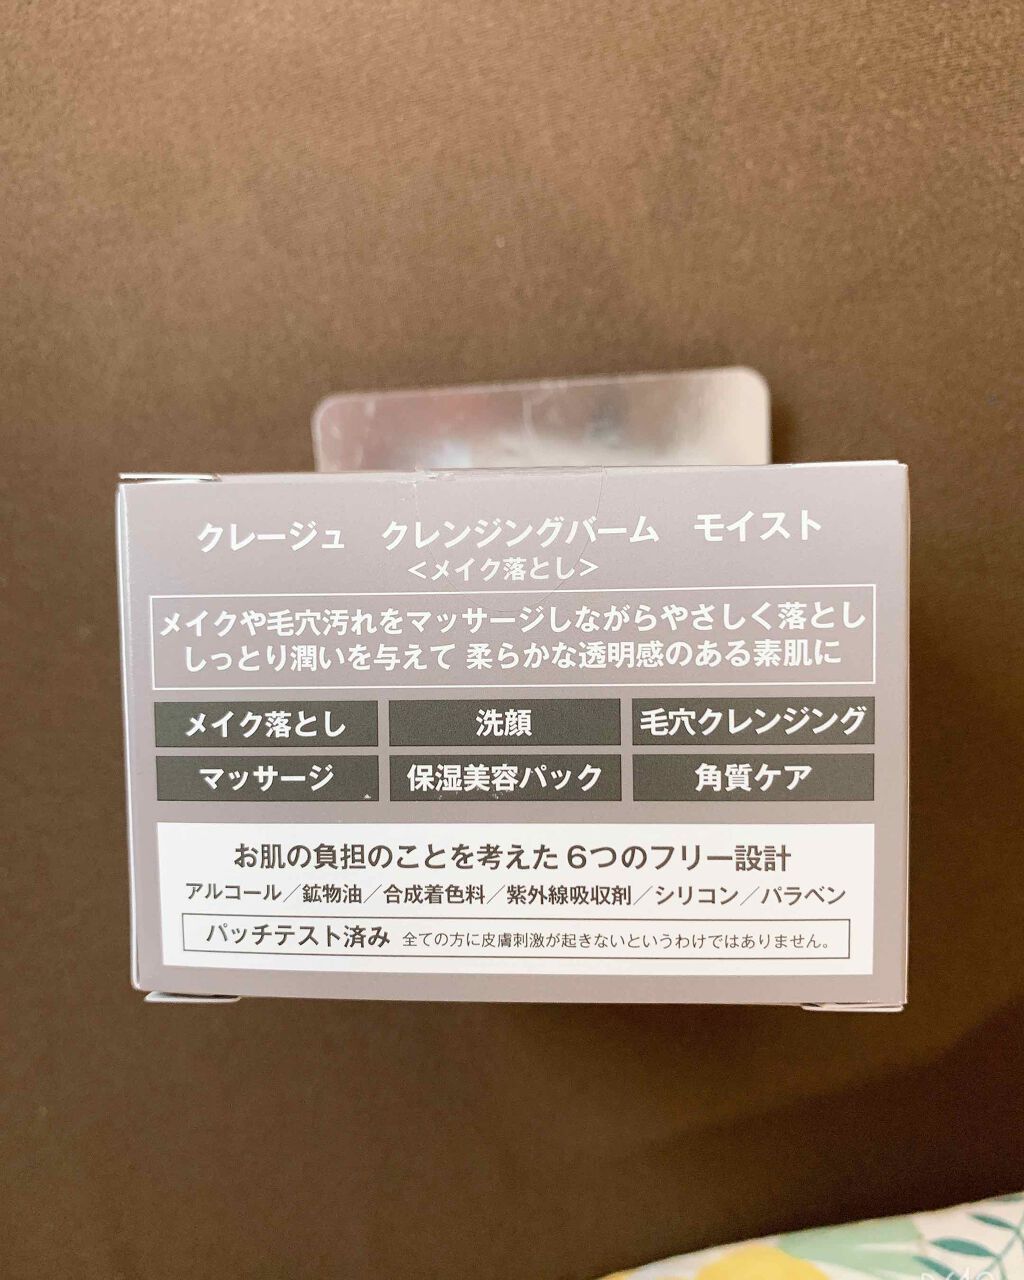 クレージュ　クレンジングバーム　モイスト
＜メイク落とし＞
メイクや毛穴汚れをマッサージしながらやさしく落とし
しっとり潤いを与えて 柔らかな透明感のある素肌に
メイク落とし　洗顔　毛穴クレンジング
マッサージ　保湿美容パック　角質ケア
お肌の負担のことを考えた 6つのフリー設計
アルコール／鉱物油／合成着色料／紫外線吸収剤／シリコン／パラベン
パッチテスト済み 全ての方に皮膚刺激が起きないというわけではありません。